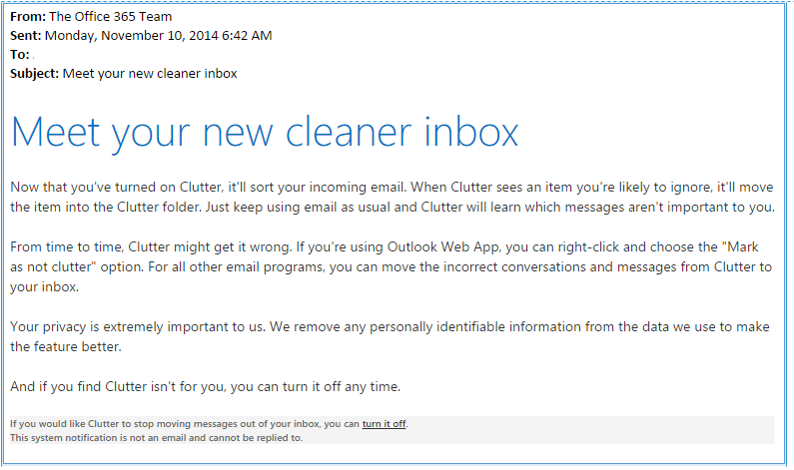 From: The Office 365 Team
Sent: Monday, November 10, 2014 6:42 AM
To:
Subject: Meet your new cleaner inbox
Meet your new cleaner inbox
Now that you've turned on Clutter, it'll sort your incoming email. When Clutter sees an item you're likely to ignore, it'll move
the item into the Clutter folder. Just keep using email as usual and Clutter will learn which messages aren't important to you.
From time to time, Clutter might get it wrong. If you're using Outlook Web App, you can right-click and choose the "Mark
as not clutter" option. For all other email programs, you can move the incorrect conversations and messages from Clutter to
your inbox.
Your privacy is extremely important to us. We remove any personally identifiable information from the data we use to make
the feature better.
And if you find Clutter isn't for you, you can turn it off any time.
If you would like Clutter to stop moving messages out of your inbox, you can turn it off.
This system notification is not an email and cannot be replied to.